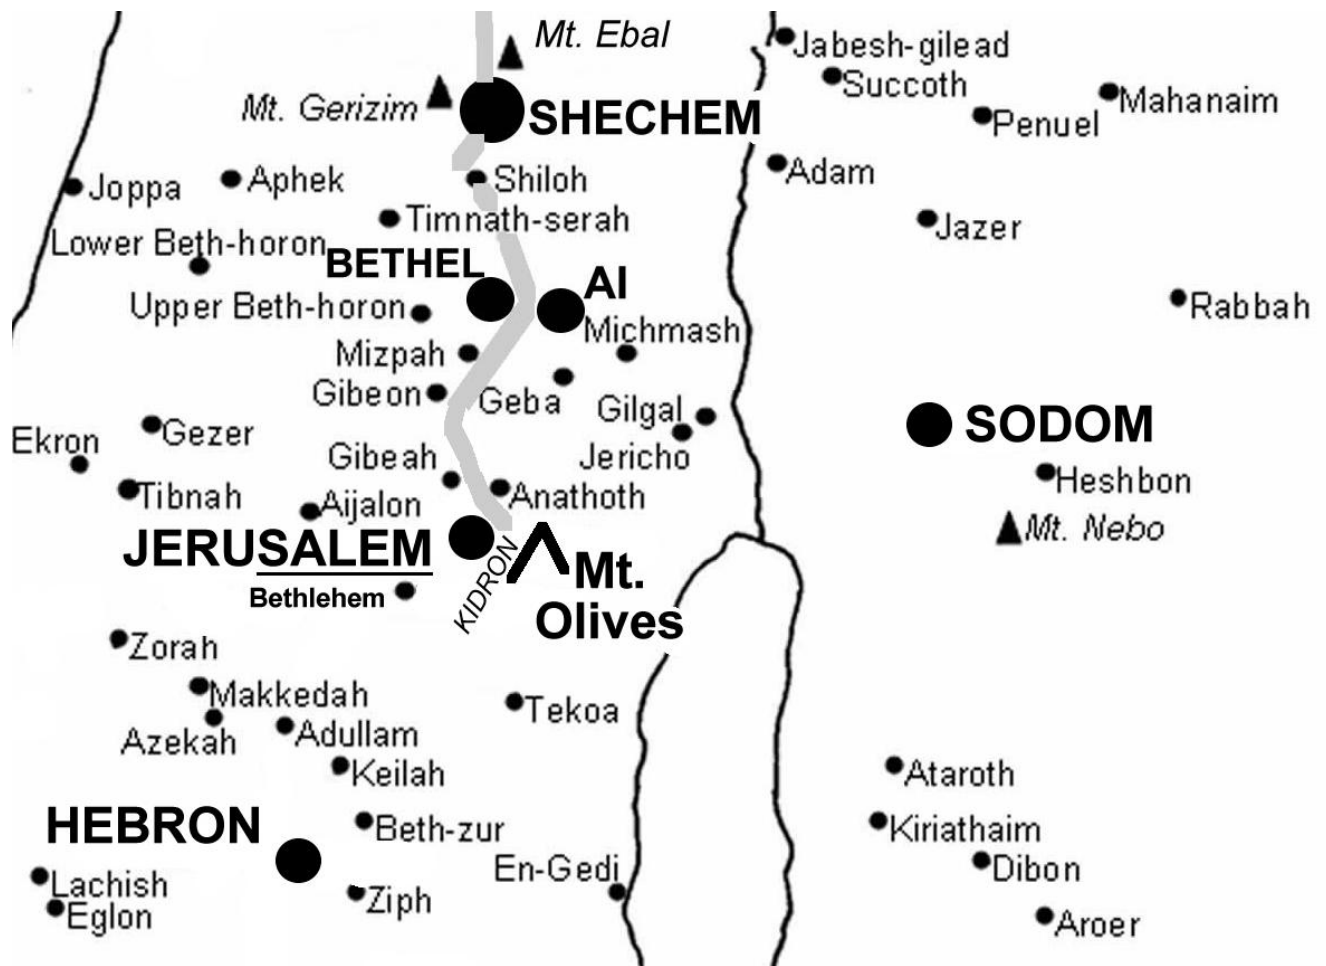 Mt. Ebal
Jabesh-gilead
Succoth
Mt. Gerizim
SHECHEM
Mahanaim
Penuel
Joppa
Aphek
Shiloh
Adam
Timnath-serah
Jazer
Lower Beth-horon
BETHEL
AI
Upper Beth-horon
Michmash
Rabbah
Mizpah
Gibeon
Geba
Gilgal
SODOM
Ekron
Gezer
Gibeah
Jericho
Heshbon
Tibnah
Aijalon
Anathoth
Mt. Nebo
JERUSALEM
KIDRON
Mt.
Olives
Bethlehem
Zorah
Makkedah
Tekoa
Azekah
Adullam
Keilah
Ataroth
HEBRON
Beth-zur
Kiriathaim
En-Gedi
Dibon
Lachish
Ziph
Eglon
Aroer